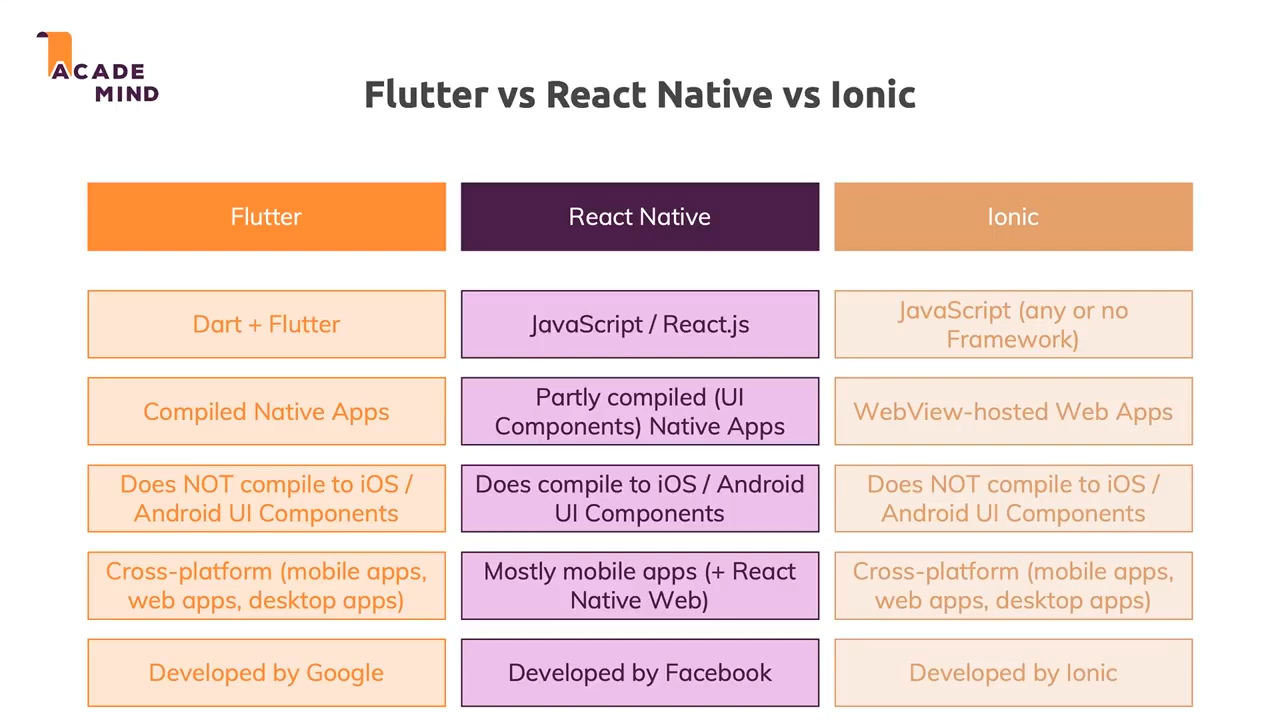 ACADE
MIND
Flutter vs React Native vs Ionic
Flutter
React Native
Ionic
Dart + Flutter
JavaScript / React.js
JavaScript (any or no
Framework)
Compiled Native Apps
Partly compiled (UI
Components) Native Apps
WebView-hosted Web Apps
Does NOT compile to iOS /
Android UI Components
Does compile to iOS / Android
UI Components
Does NOT compile to iOS /
Android UI Components
Cross-platform (mobile apps,
web apps, desktop apps)
Mostly mobile apps (+ React
Native Web)
Cross-platform (mobile apps,
web apps, desktop apps)
Developed by Google
Developed by Facebook
Developed by Ionic